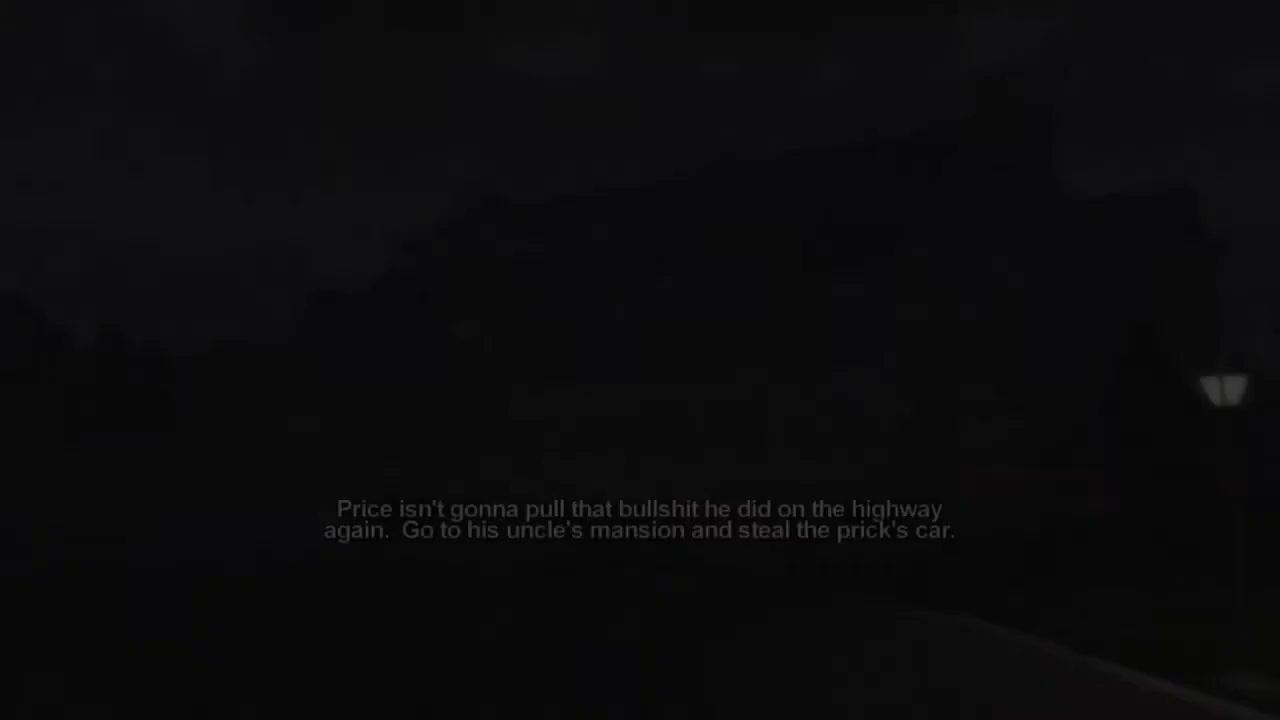 Price isn't gonna pull that bullshit he did on the highway
again.  Go to his uncle's mansion and steal the prick's car.